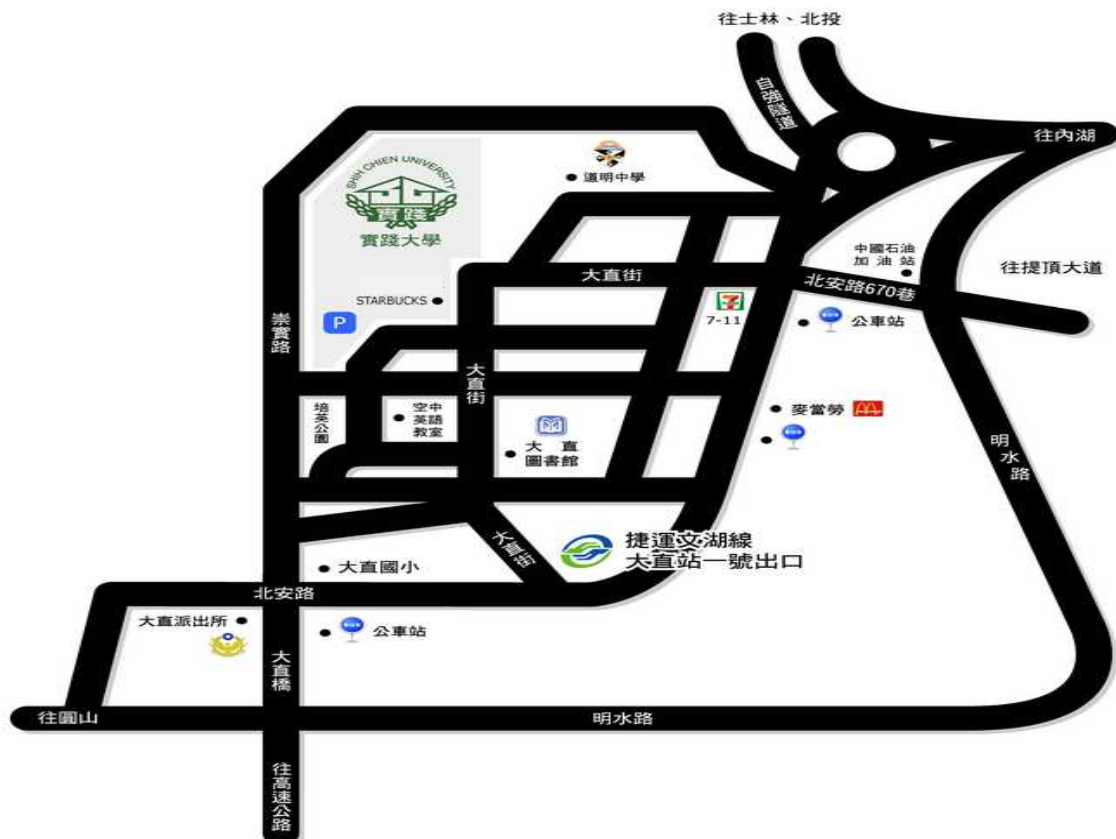 往士林、北投
自強隧道
往內湖
SHIH CHIEN UNIVERSITY
實踐
實踐大學
道明中學
中國石油
加油站
往提頂大道
大直街
北安路670巷
STARBUCKS
P
7-11
公車站
崇實路
大直街
培英公園
空中
英語
教室
大直
圖書館
麥當勞
明水路
大直街
捷運文湖線
大直站一號出口
大直國小
北安路
大直派出所
公車站
大直橋
往圓山
明水路
往高速公路